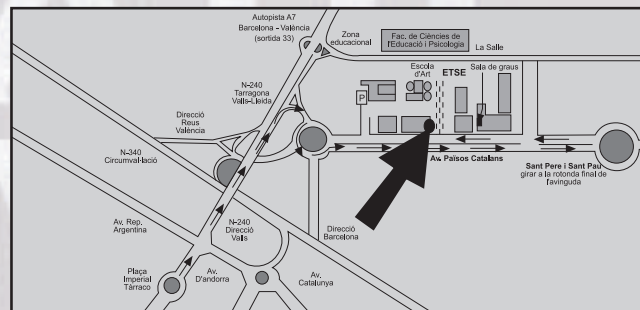 Autopista A7
Barcelona - València
(sortida 33)
Zona
educacional
Fac. de Ciències de
l'Educació i Psicologia
La Salle
N-240
Tarragona
Valls-Lleida
Escola
d'Art
ETSE
Sala de graus
P
Direcció
Reus
València
N-340
Circumval·lació
Av. Països Catalans
Sant Pere i Sant Pau
girar a la rotonda final de
l'avinguda
Av. Rep.
Argentina
N-240
Direcció
Valls
Direcció
Barcelona
Plaça
Imperial
Tàrraco
Av.
D'andorra
Av.
Catalunya